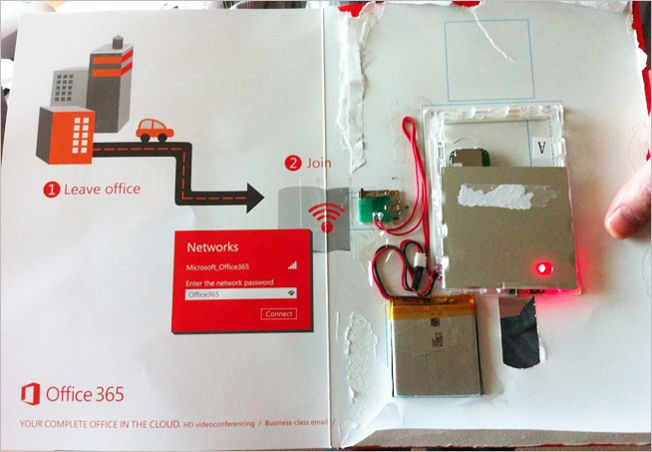 2 Join
1 Leave office
A
Networks
Microsoft_Office365
Enter the network password
Office365
Connect
Office 365
YOUR COMPLETE OFFICE IN THE CLOUD. HD videoconferencing / Business-class email /